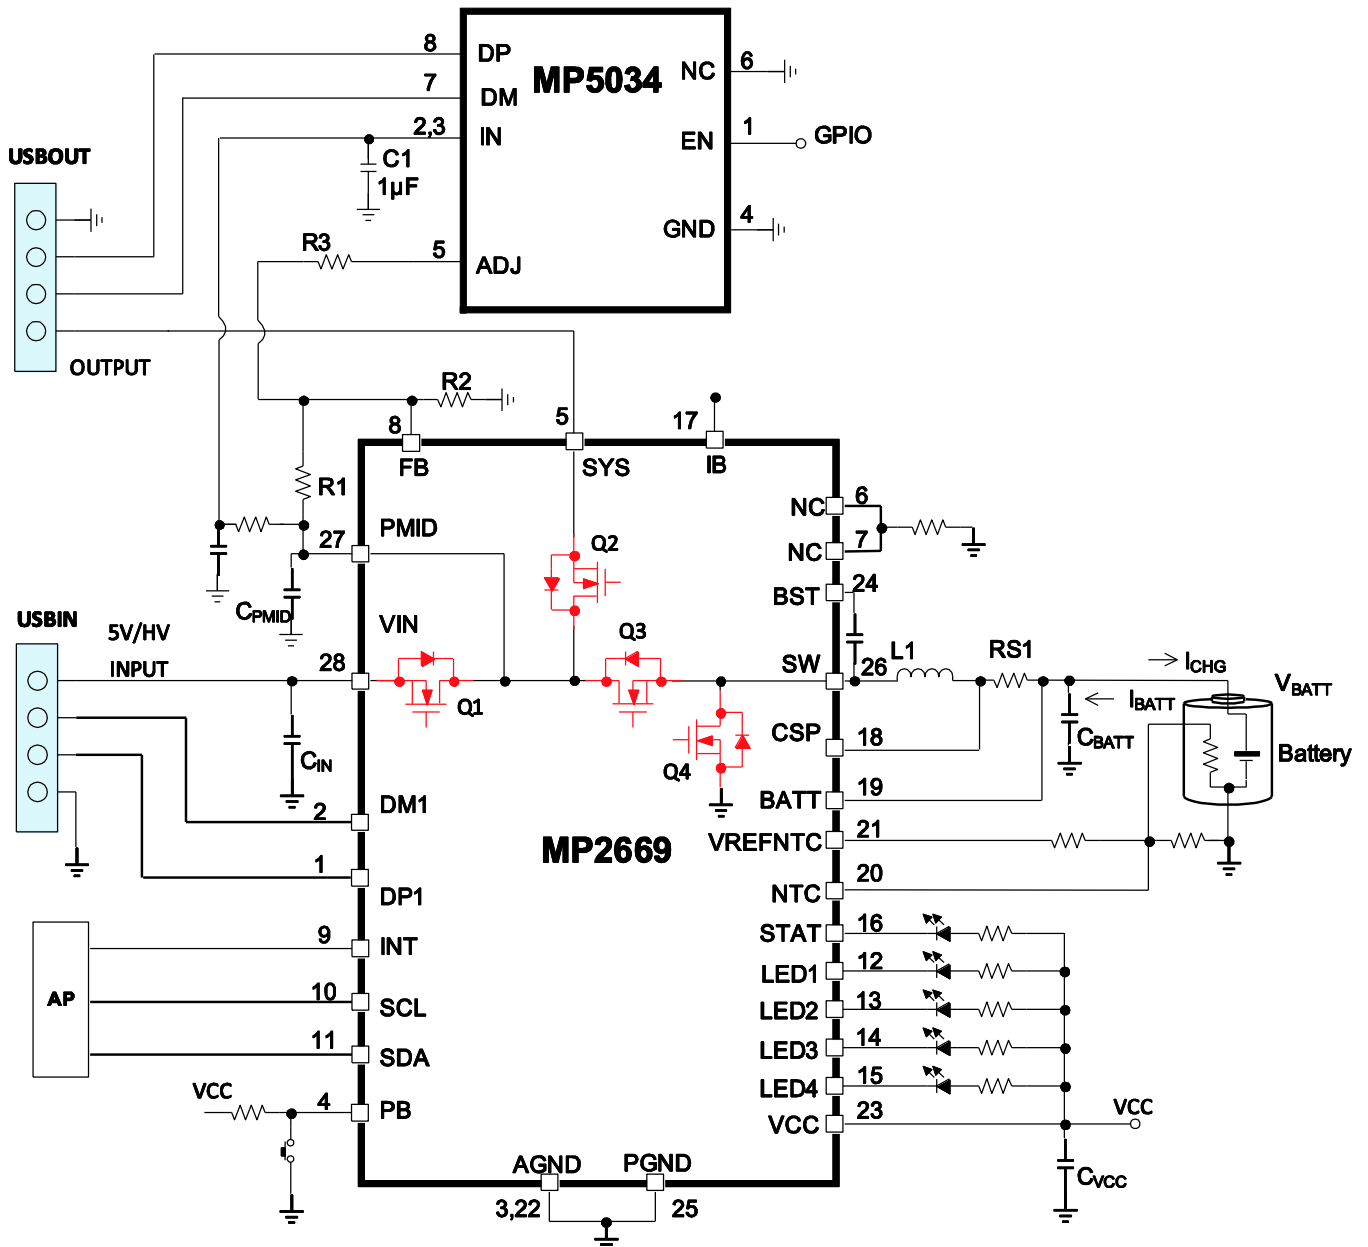 8 DP
MP5034
NC 6
7 DM
2,3 IN
EN 1 GPIO
USBOUT
C1
1µF
GND 4
R3
5 ADJ
OUTPUT
R2
8
5
17
FB
SYS
IB
R1
NC 6
PMID
27
NC 7
Q2
BST 24
CPMID
USBIN
5V/HV
INPUT
VIN
28
Q1
Q3
SW 26
L1
RS1
ICHG
IBATT
VBATT
CSP 18
CIN
Q4
CBATT
Battery
BATT 19
2 DM1
MP2669
VREFNTC 21
1 DP1
NTC 20
STAT 16
9 INT
LED1 12
AP
10 SCL
LED2 13
11 SDA
LED3 14
LED4 15
VCC
4 PB
VCC 23
VCC
AGND
PGND
CVCC
3,22
25